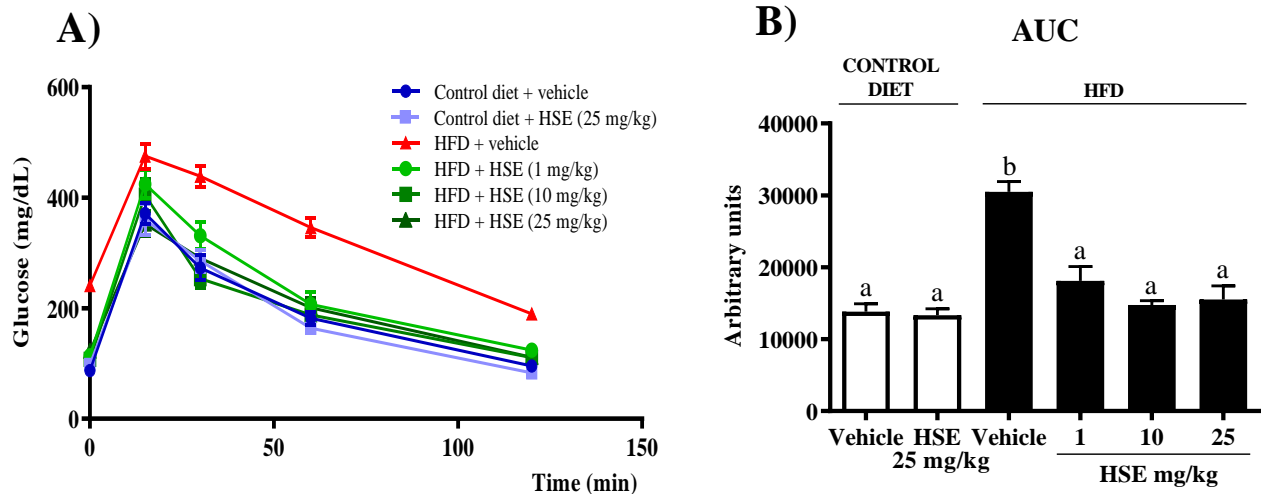 A)
600
400
200
0
Glucose (mg/dL)
0
50
100
150
Time (min)
Control diet + vehicle
Control diet + HSE (25 mg/kg)
HFD + vehicle
HFD + HSE (1 mg/kg)
HFD + HSE (10 mg/kg)
HFD + HSE (25 mg/kg)
B)
AUC
CONTROL
DIET
HFD
40000
30000
20000
10000
0
Arbitrary units
a
a
b
a
a
a
Vehicle
HSE
25 mg/kg
Vehicle
1
10
25
HSE mg/kg